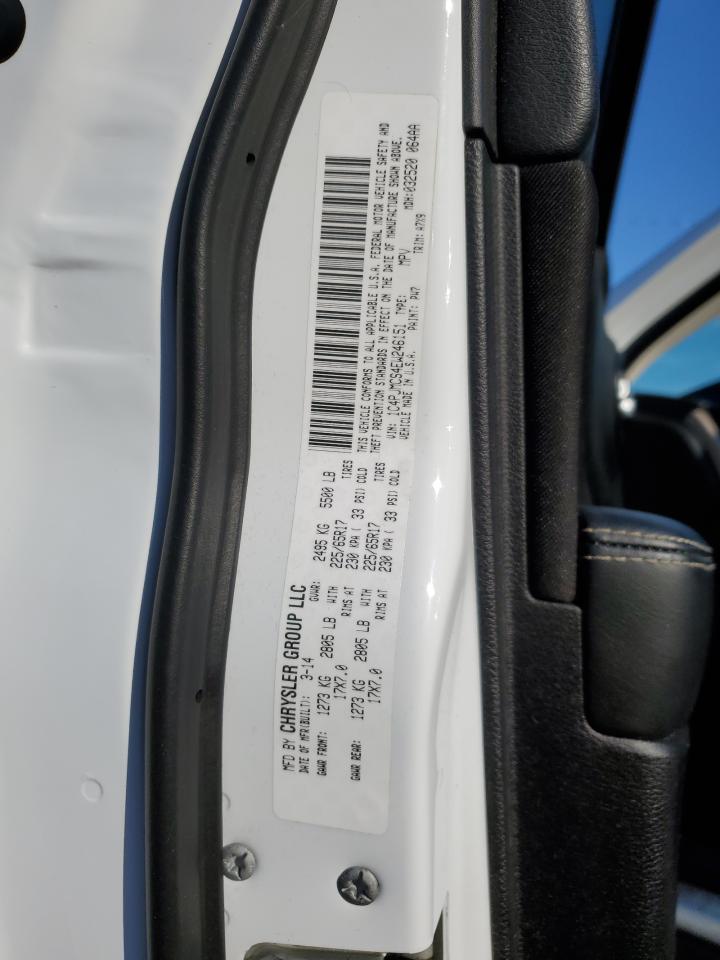 MFD BY CHRYSLER GROUP LLC
DATE OF MFR(BUILT): 3-14 GVWR: 2495 KG 5500 LB
GAWR FRONT: 1273 KG 2805 LB WITH 225/65R17 TIRES
17X7.0 RIMS AT 230 KPA ( 33 PSI) COLD
GAWR REAR: 1273 KG 2805 LB WITH 225/65R17 TIRES
17X7.0 RIMS AT 230 KPA ( 33 PSI) COLD
THIS VEHICLE CONFORMS TO ALL APPLICABLE U.S.A. FEDERAL MOTOR VEHICLE SAFETY AND
THEFT PREVENTION STANDARDS IN EFFECT ON THE DATE OF MANUFACTURE SHOWN ABOVE.
VIN: 1C4PJMCS4EW246151 TYPE: MPV MDH: 032520 064AA
VEHICLE MADE IN U.S.A. PAINT: PW7 TRIM: A7X9